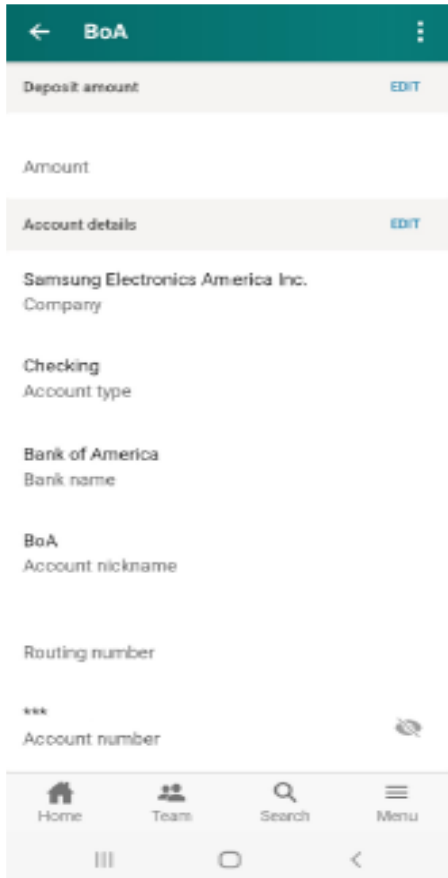 BoA
Deposit amount EDIT
Amount
Account details EDIT
Samsung Electronics America Inc.
Company
Checking
Account type
Bank of America
Bank name
BoA
Account nickname
Routing number
***
Account number
Home Team Search Menu